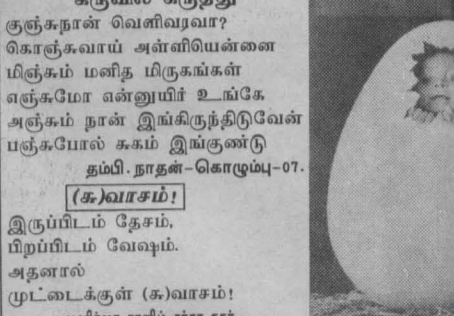 குஞ்சுநான் வெளிவரவா?
கொஞ்சுவாய் அள்ளியென்னை
மிஞ்சும் மனித மிருகங்கள்
எஞ்சுமோ என்னுயிர் உங்கே
அஞ்சும் நான் இங்கிருந்திடுவேன்
பஞ்சுபோல் சுகம் இங்குண்டு
தம்பி. நாதன்-கொழும்பு-07.
(சு)வாசம்!
இருப்பிடம் தேசம்,
பிறப்பிடம் வேஷம்.
அதனால்
முட்டைக்குள் (சு)வாசம்!